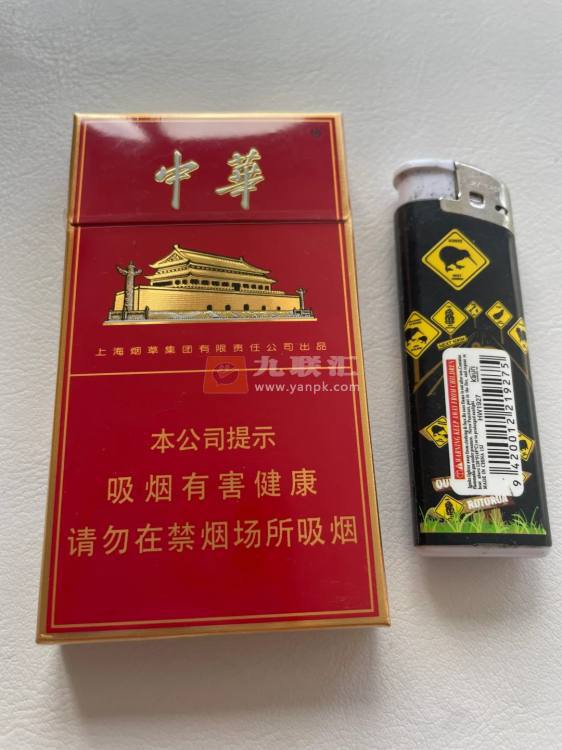 中華
上海烟草集团有限责任公司出品
九联汇
www.yanpk.com
本公司提示
吸烟有害健康
请勿在禁烟场所吸烟
WARNING KEEP AWAY FROM CHILDREN
MADE IN CHINA
HW1927
9420012219275
ROTORUA